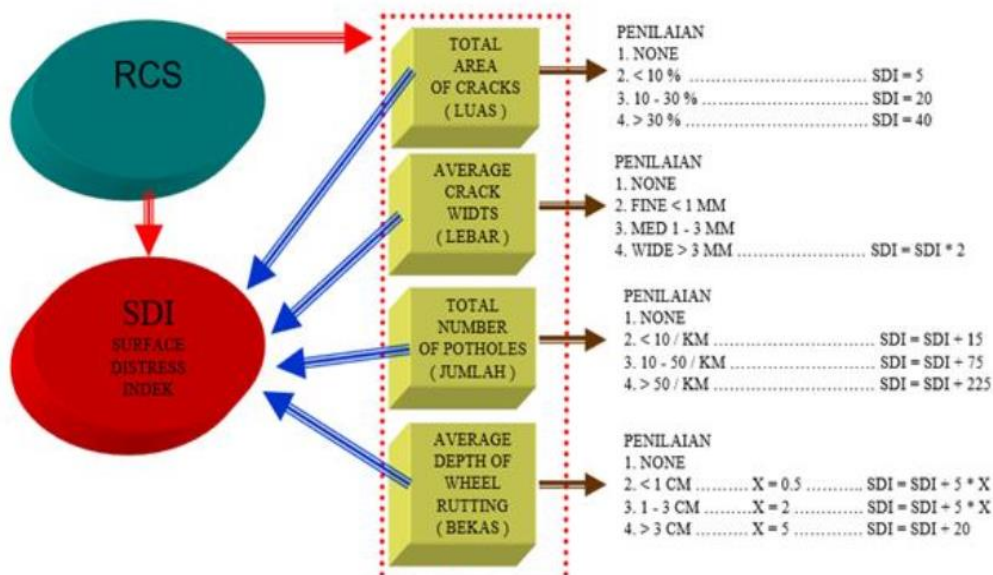 RCS
SDI
SURFACE
DISTRESS
INDEK
TOTAL
AREA
OF CRACKS
( LUAS )
PENILAIAN
1. NONE
2. < 10 % ................................ SDI = 5
3. 10 - 30 % ............................. SDI = 20
4. > 30 % ................................ SDI = 40
AVERAGE
CRACK
WIDTS
( LEBAR )
PENILAIAN
1. NONE
2. FINE < 1 MM
3. MED 1 - 3 MM
4. WIDE > 3 MM ............................ SDI = SDI * 2
TOTAL
NUMBER
OF POTHOLES
( JUMLAH )
PENILAIAN
1. NONE
2. < 10 / KM ............................. SDI = SDI + 15
3. 10 - 50 / KM .......................... SDI = SDI + 75
4. > 50 / KM ............................. SDI = SDI + 225
AVERAGE
DEPTH OF
WHEEL
RUTTING
( BEKAS )
PENILAIAN
1. NONE
2. < 1 CM .......... X = 0.5 ........... SDI = SDI + 5 * X
3. 1 - 3 CM ........ X = 2 ............. SDI = SDI + 5 * X
4. > 3 CM .......... X = 5 ............. SDI = SDI + 20